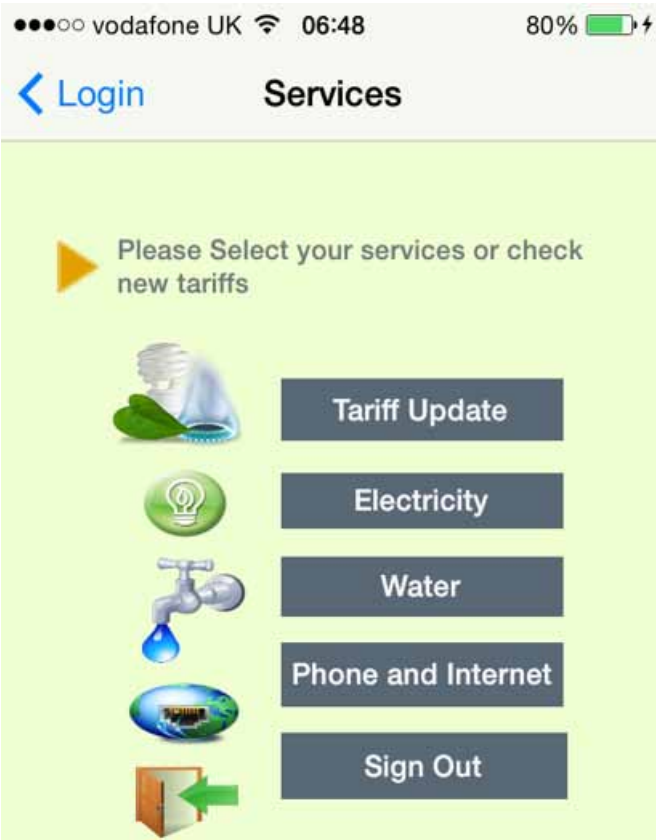 vodafone UK 06:48 80%
Login Services
Please Select your services or check
new tariffs
Tariff Update
Electricity
Water
Phone and Internet
Sign Out